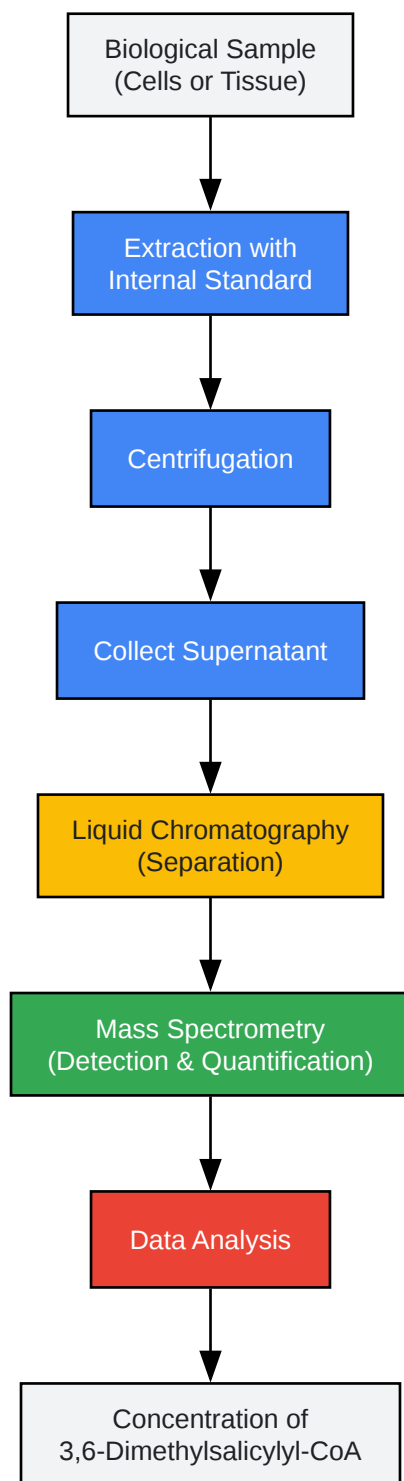 Biological Sample
(Cells or Tissue)
Extraction with
Internal Standard
Centrifugation
Collect Supernatant
Liquid Chromatography
(Separation)
Mass Spectrometry
(Detection & Quantification)
Data Analysis
Concentration of
3,6-Dimethylsalicylyl-CoA